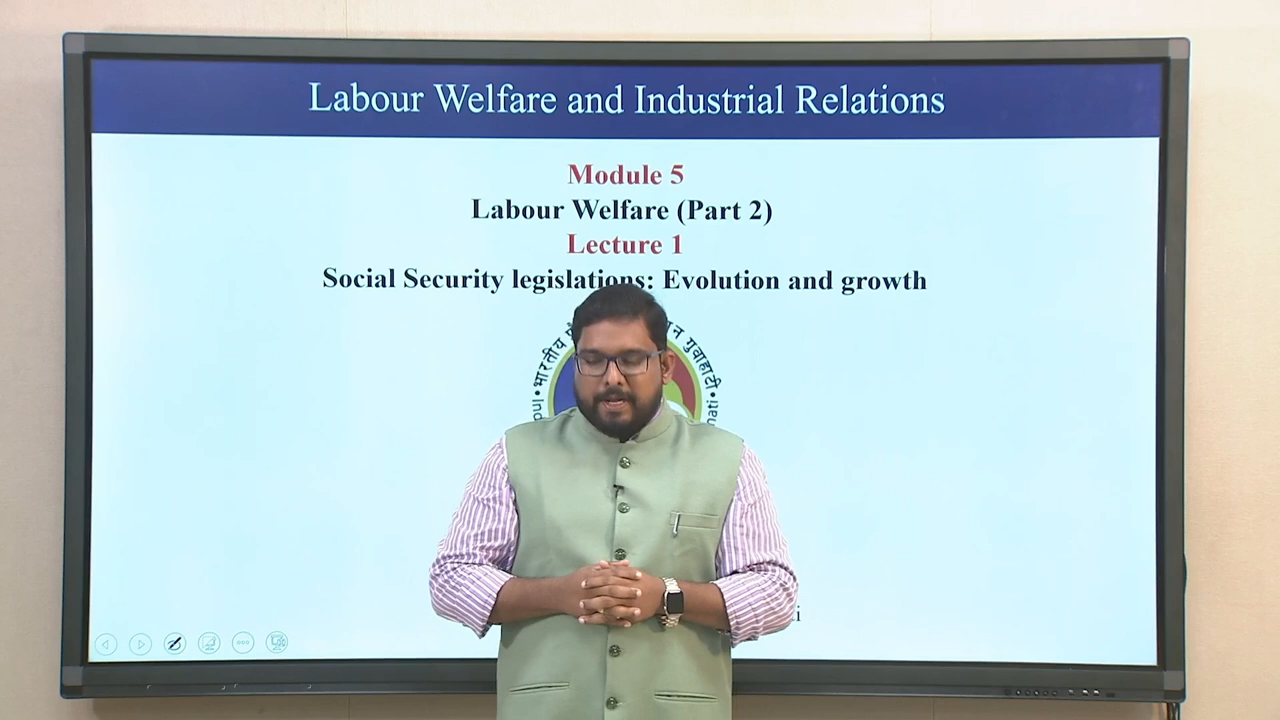 Labour Welfare and Industrial Relations
Module 5
Labour Welfare (Part 2)
Lecture 1
Social Security legislations: Evolution and growth
भारतीय
गुवाहाटी